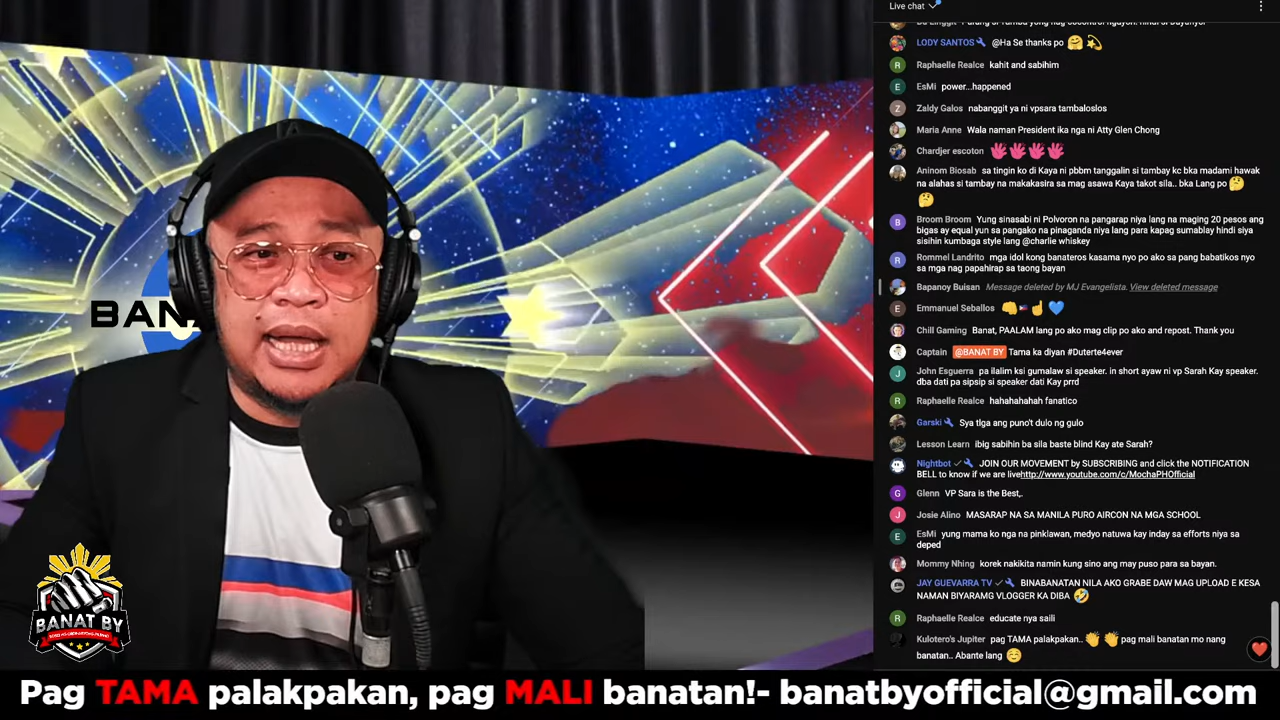 Live chat
LODY SANTOS @Ha Se thanks po
Raphaelle Realce kahit and sabihim
EsMi power...happened
Zaldy Galos nabanggit ya ni vpsara tambaloslos
Maria Anne Wala naman President ika nga ni Atty Glen Chong
Chardjer escoton
Aninom Biosab sa tingin ko di Kaya ni pbbm tanggalin si tambay kc bka madami hawak
na alahas si tambay na makakasira sa mag asawa Kaya takot sila.. bka Lang po
Broom Broom Yung sinasabi ni Polvoron na pangarap niya lang na maging 20 pesos ang
bigas ay equal yun sa pangako na pinaganda niya lang para kapag sumablay hindi siya
sisihin kumbaga style lang @charlie whiskey
Rommel Landrito mga idol kong banateros kasama nyo po ako sa pang babatikos nyo
sa mga nag papahirap sa taong bayan
Bapanoy Buisan Message deleted by MJ Evangelista. View deleted message
Emmanuel Seballos
Chill Gaming Banat, PAALAM lang po ako mag clip po ako and repost. Thank you
Captain @BANAT BY Tama ka diyan #Duterte4ever
John Esguerra pa ilalim ksi gumalaw si speaker. in short ayaw ni vp Sarah Kay speaker.
dba dati pa sipsip si speaker dati Kay prrd
Raphaelle Realce hahahahahah fanatico
Garski Sya tlga ang puno't dulo ng gulo
Lesson Learn ibig sabihin ba sila baste blind Kay ate Sarah?
Nightbot JOIN OUR MOVEMENT by SUBSCRIBING and click the NOTIFICATION
BELL to know if we are livehttp://www.youtube.com/c/MochaPHOfficial
Glenn VP Sara is the Best,.
Josie Alino MASARAP NA SA MANILA PURO AIRCON NA MGA SCHOOL
EsMi yung mama ko nga na pinklawan, medyo natuwa kay inday sa efforts niya sa
deped
Mommy Nhing korek nakikita namin kung sino ang may puso para sa bayan.
JAY GUEVARRA TV BINABANATAN NILA AKO GRABE DAW MAG UPLOAD E KESA
NAMAN BIYARAMG VLOGGER KA DIBA
Raphaelle Realce educate nya saili
Kulotero's Jupiter pag TAMA palakpakan.. pag mali banatan mo nang
banatan.. Abante lang
BANAT BY
Pag TAMA palakpakan, pag MALI banatan!- banatbyofficial@gmail.com